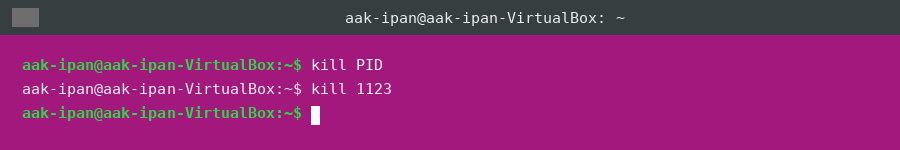 aak-ipan@aak-ipan-VirtualBox: ~
aak-ipan@aak-ipan-VirtualBox:~$ kill PID
aak-ipan@aak-ipan-VirtualBox:~$ kill 1123
aak-ipan@aak-ipan-VirtualBox:~$